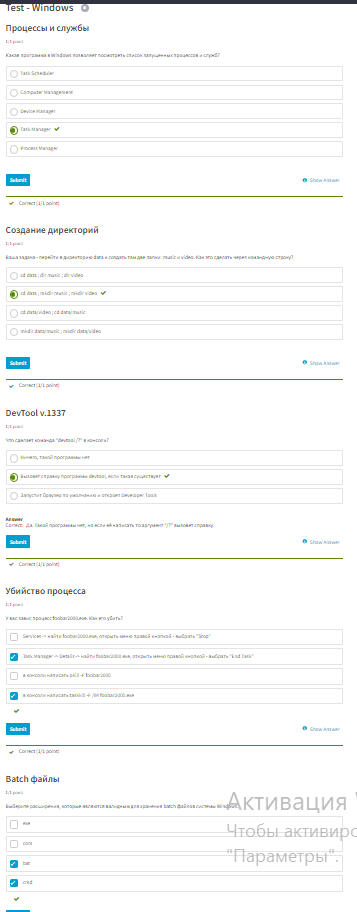 Test - Windows
Процессы и службы
1/1 point
Какая программа в Windows позволяет посмотреть список запущенных процессов и служб?
Task Scheduler
Computer Management
Device Manager
Task Manager
Process Manager
Submit
Show Answer
Correct (1/1 point)
Создание директорий
1/1 point
Ваша задача - перейти в директорию data и создать там две папки: music и video. Как это сделать через командную строку?
cd data ; dir music ; dir video
cd data ; mkdir music ; mkdir video
cd data/video ; cd data/music
mkdir data/music ; mkdir data/video
Submit
Show Answer
Correct (1/1 point)
DevTool v.1337
1/1 point
Что сделает команда "devtool /?" в консоли?
Ничего, такой программы нет
Вызовет справку программы devtool, если такая существует
Запустит браузер по умолчанию и откроет Developer Tools
Answer
Correct: Да. Такой программы нет, но если её написать то аргумент "/?" вызовет справку.
Submit
Show Answer
Correct (1/1 point)
Убийство процесса
1/1 point
У вас завис процесс foobar2000.exe. Как его убить?
Services -> найти foobar2000.exe, открыть меню правой кнопкой - выбрать "Stop"
Task Manager -> Details -> найти foobar2000.exe, открыть меню правой кнопкой - выбрать "End Task"
в консоли написать pkill -F foobar2000
в консоли написать taskkill -F /IM foobar2000.exe
Submit
Show Answer
Correct (1/1 point)
Batch файлы
1/1 point
Выберите расширения, которые являются валидными для хранения batch файлов системы Windows.
exe
com
bat
cmd
Активация
Чтобы активиро
"Параметры".